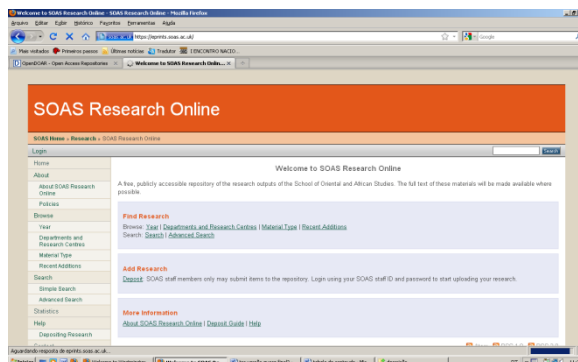 Welcome to SOAS Research Online - SOAS Research Online - Mozilla Firefox
Arquivo Editar Exibir Histórico Favoritos Ferramentas Ajuda
https://eprints.soas.ac.uk/
Google
Mais visitados Primeiros passos Últimas notícias Tradutor I ENCONTRO NACIO...
OpenDOAR - Open Access Repositories
Welcome to SOAS Research Onlin...
SOAS Research Online
SOAS Home » Research » SOAS Research Online
Login
Search
Home
About
About SOAS Research Online
Policies
Browse
Year
Departments and Research Centres
Material Type
Recent Additions
Search
Simple Search
Advanced Search
Statistics
Help
Depositing Research
Welcome to SOAS Research Online
A free, publicly accessible repository of the research outputs of the School of Oriental and African Studies. The full text of these materials will be made available where
possible.
Find Research
Browse: Year | Departments and Research Centres | Material Type | Recent Additions
Search: Search | Advanced Search
Add Research
Deposit: SOAS staff members only may submit items to the repository. Login using your SOAS staff ID and password to start uploading your research.
More Information
About SOAS Research Online | Deposit Guide | Help
Aguardando resposta de eprints.soas.ac.uk...